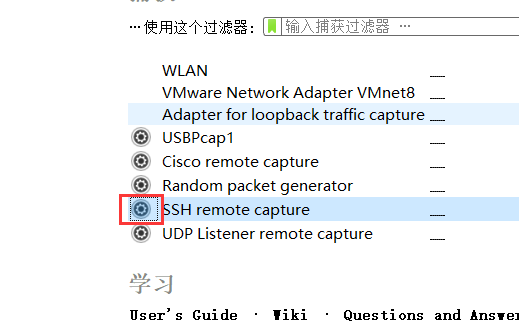 …使用这个过滤器: 输入捕获过滤器 …
WLAN
VMware Network Adapter VMnet8
Adapter for loopback traffic capture
USBPcap1
Cisco remote capture
Random packet generator
SSH remote capture
UDP Listener remote capture
学习
User's Guide · Wiki · Questions and Answer